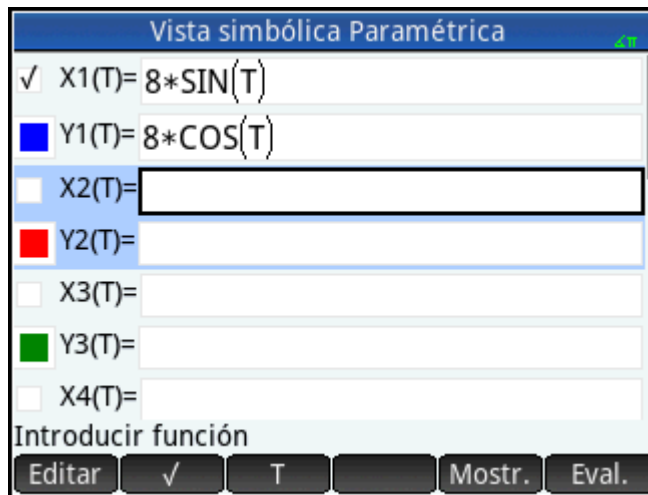 Vista simbólica Paramétrica
∡π
√ X1(T)= 8*SIN(T)
Y1(T)= 8*COS(T)
X2(T)=
Y2(T)=
X3(T)=
Y3(T)=
X4(T)=
Introducir función
Editar √ T Mostr. Eval.